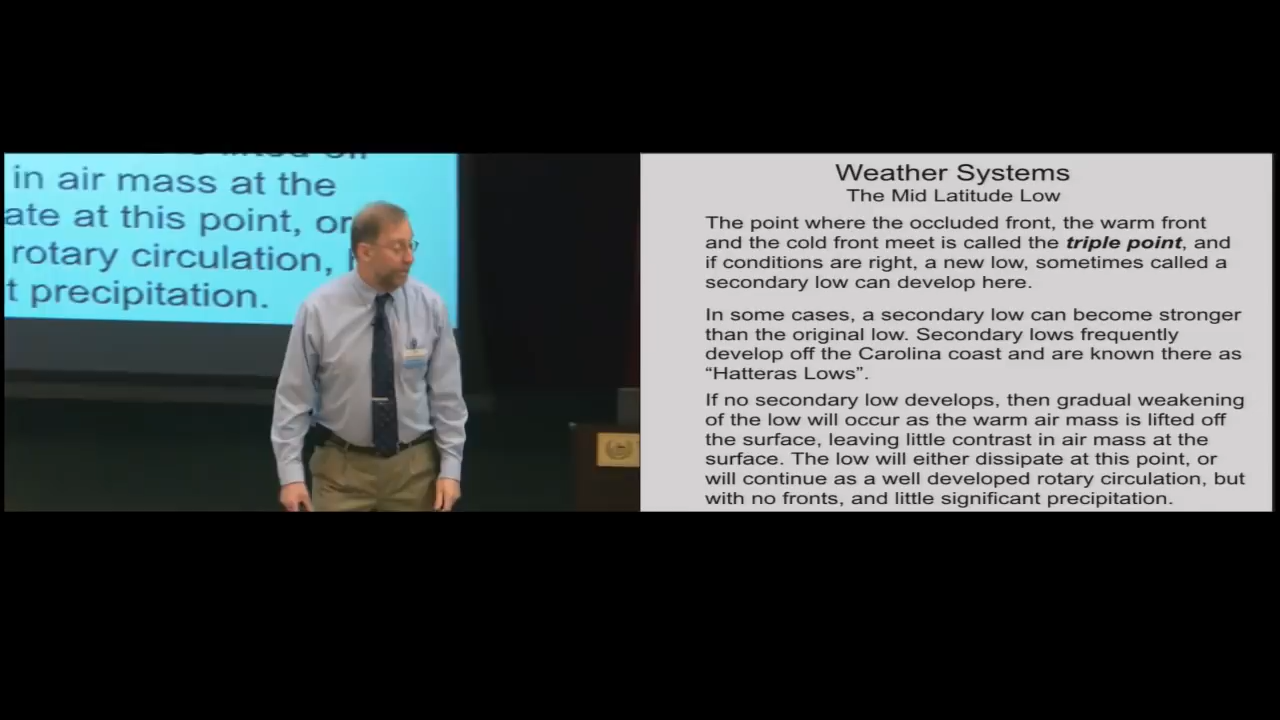 in air mass at the
ate at this point, or
rotary circulation,
t precipitation.
Weather Systems
The Mid Latitude Low
The point where the occluded front, the warm front
and the cold front meet is called the triple point, and
if conditions are right, a new low, sometimes called a
secondary low can develop here.
In some cases, a secondary low can become stronger
than the original low. Secondary lows frequently
develop off the Carolina coast and are known there as
“Hatteras Lows”.
If no secondary low develops, then gradual weakening
of the low will occur as the warm air mass is lifted off
the surface, leaving little contrast in air mass at the
surface. The low will either dissipate at this point, or
will continue as a well developed rotary circulation, but
with no fronts, and little significant precipitation.